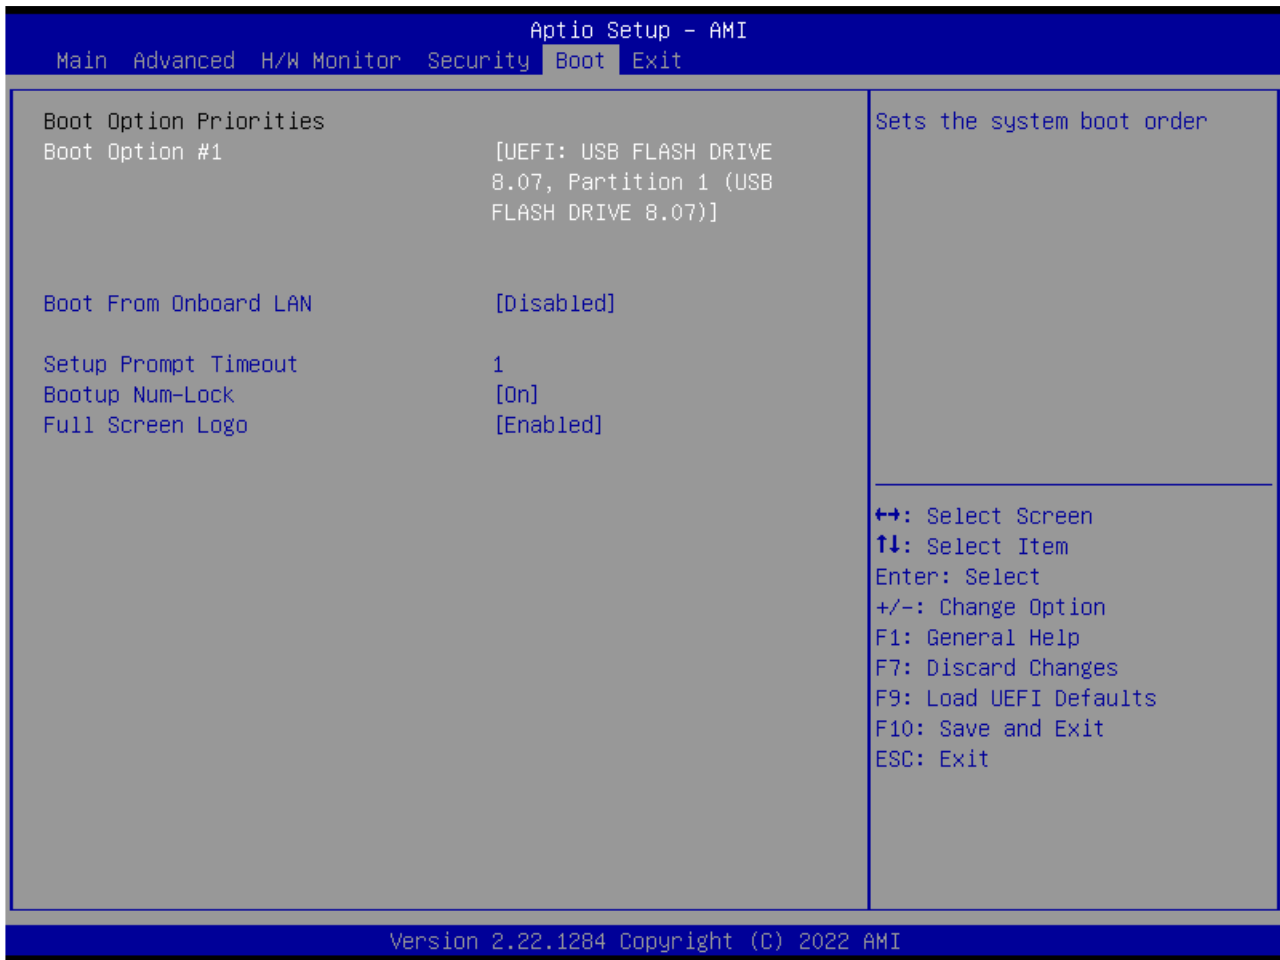 Aptio Setup – AMI
Main Advanced H/W Monitor Security Boot Exit
Boot Option Priorities
Boot Option #1 [UEFI: USB FLASH DRIVE
8.07, Partition 1 (USB
FLASH DRIVE 8.07)]
Boot From Onboard LAN [Disabled]
Setup Prompt Timeout 1
Bootup Num-Lock [On]
Full Screen Logo [Enabled]
Sets the system boot order
↔: Select Screen
↑↓: Select Item
Enter: Select
+/-: Change Option
F1: General Help
F7: Discard Changes
F9: Load UEFI Defaults
F10: Save and Exit
ESC: Exit
Version 2.22.1284 Copyright (C) 2022 AMI